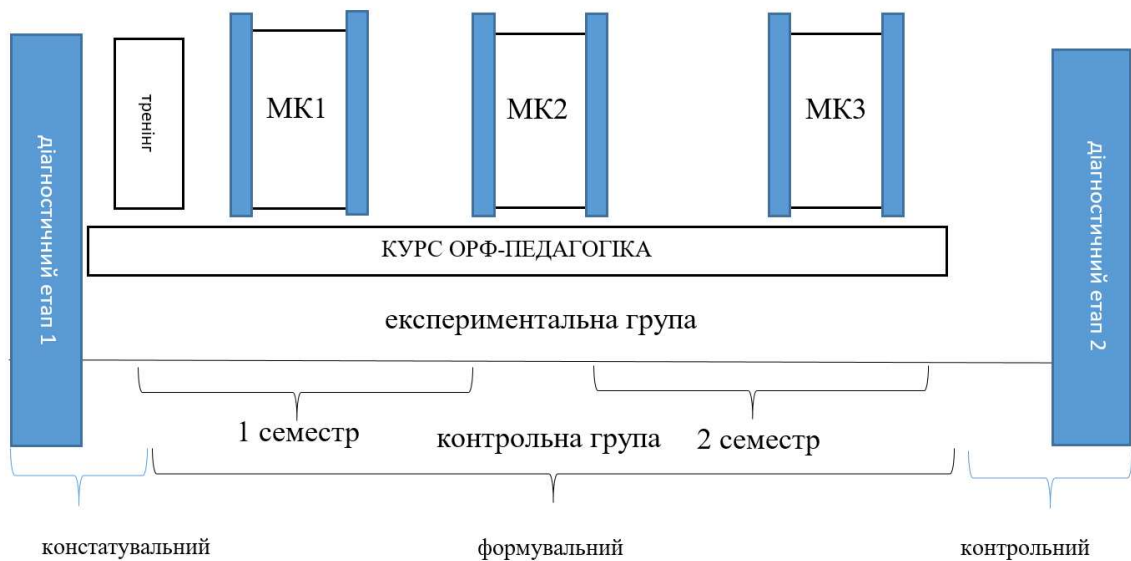 діагностичний етап 1
тренінг
МК1
МК2
МК3
діагностичний етап 2
КУРС ОРФ-ПЕДАГОГІКА
експериментальна група
1 семестр
контрольна група
2 семестр
констатувальний
формувальний
контрольний